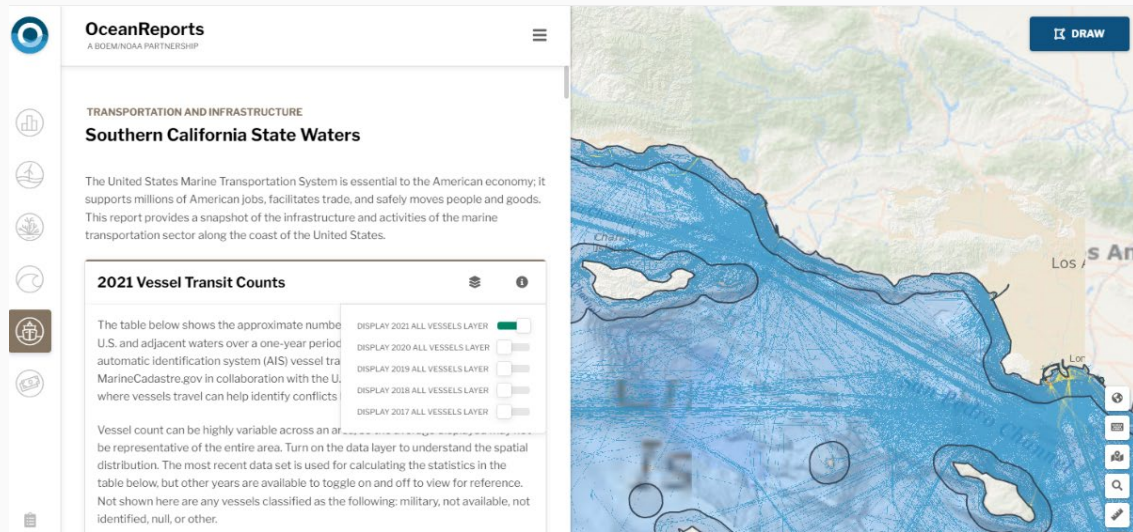 OceanReports
A BOEM/NOAA PARTNERSHIP
DRAW
TRANSPORTATION AND INFRASTRUCTURE
Southern California State Waters
The United States Marine Transportation System is essential to the American economy; it
supports millions of American jobs, facilitates trade, and safely moves people and goods.
This report provides a snapshot of the infrastructure and activities of the marine
transportation sector along the coast of the United States.
2021 Vessel Transit Counts
The table below shows the approximate numbe
U.S. and adjacent waters over a one-year period
automatic identification system (AIS) vessel tra
MarineCadastre.gov in collaboration with the U.
where vessels travel can help identify conflicts
DISPLAY 2021 ALL VESSELS LAYER
DISPLAY 2020 ALL VESSELS LAYER
DISPLAY 2019 ALL VESSELS LAYER
DISPLAY 2018 ALL VESSELS LAYER
DISPLAY 2017 ALL VESSELS LAYER
Vessel count can be highly variable across an
be representative of the entire area. Turn on the data layer to understand the spatial
distribution. The most recent data set is used for calculating the statistics in the
table below, but other years are available to toggle on and off to view for reference.
Not shown here are any vessels classified as the following: military, not available, not
identified, null, or other.
Los
s An
Lor